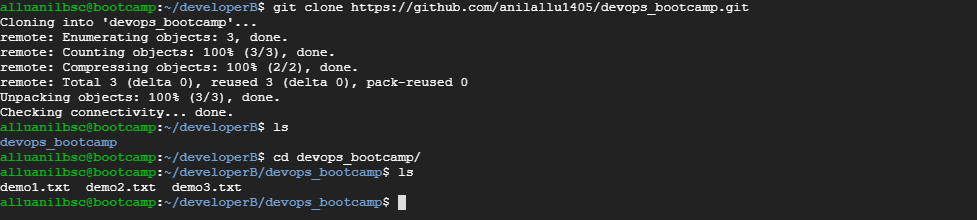 alluanilbsc@bootcamp:~/developerB$ git clone https://github.com/anilallu1405/devops_bootcamp.git
Cloning into 'devops_bootcamp'...
remote: Enumerating objects: 3, done.
remote: Counting objects: 100% (3/3), done.
remote: Compressing objects: 100% (2/2), done.
remote: Total 3 (delta 0), reused 3 (delta 0), pack-reused 0
Unpacking objects: 100% (3/3), done.
Checking connectivity... done.
alluanilbsc@bootcamp:~/developerB$ ls
devops_bootcamp
alluanilbsc@bootcamp:~/developerB$ cd devops_bootcamp/
alluanilbsc@bootcamp:~/developerB/devops_bootcamp$ ls
demo1.txt  demo2.txt  demo3.txt
alluanilbsc@bootcamp:~/developerB/devops_bootcamp$